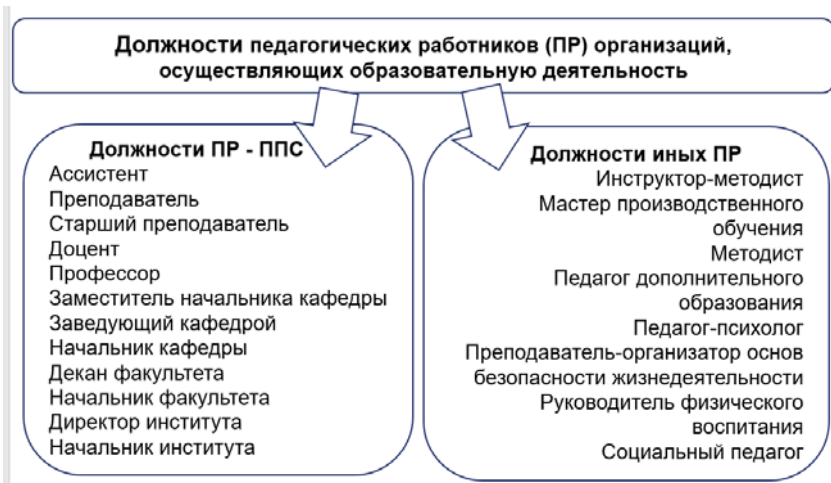 Должности педагогических работников (ПР) организаций,
осуществляющих образовательную деятельность
Должности ПР - ППС
Ассистент
Преподаватель
Старший преподаватель
Доцент
Профессор
Заместитель начальника кафедры
Заведующий кафедрой
Начальник кафедры
Декан факультета
Начальник факультета
Директор института
Начальник института
Должности иных ПР
Инструктор-методист
Мастер производственного
обучения
Методист
Педагог дополнительного
образования
Педагог-психолог
Преподаватель-организатор основ
безопасности жизнедеятельности
Руководитель физического
воспитания
Социальный педагог